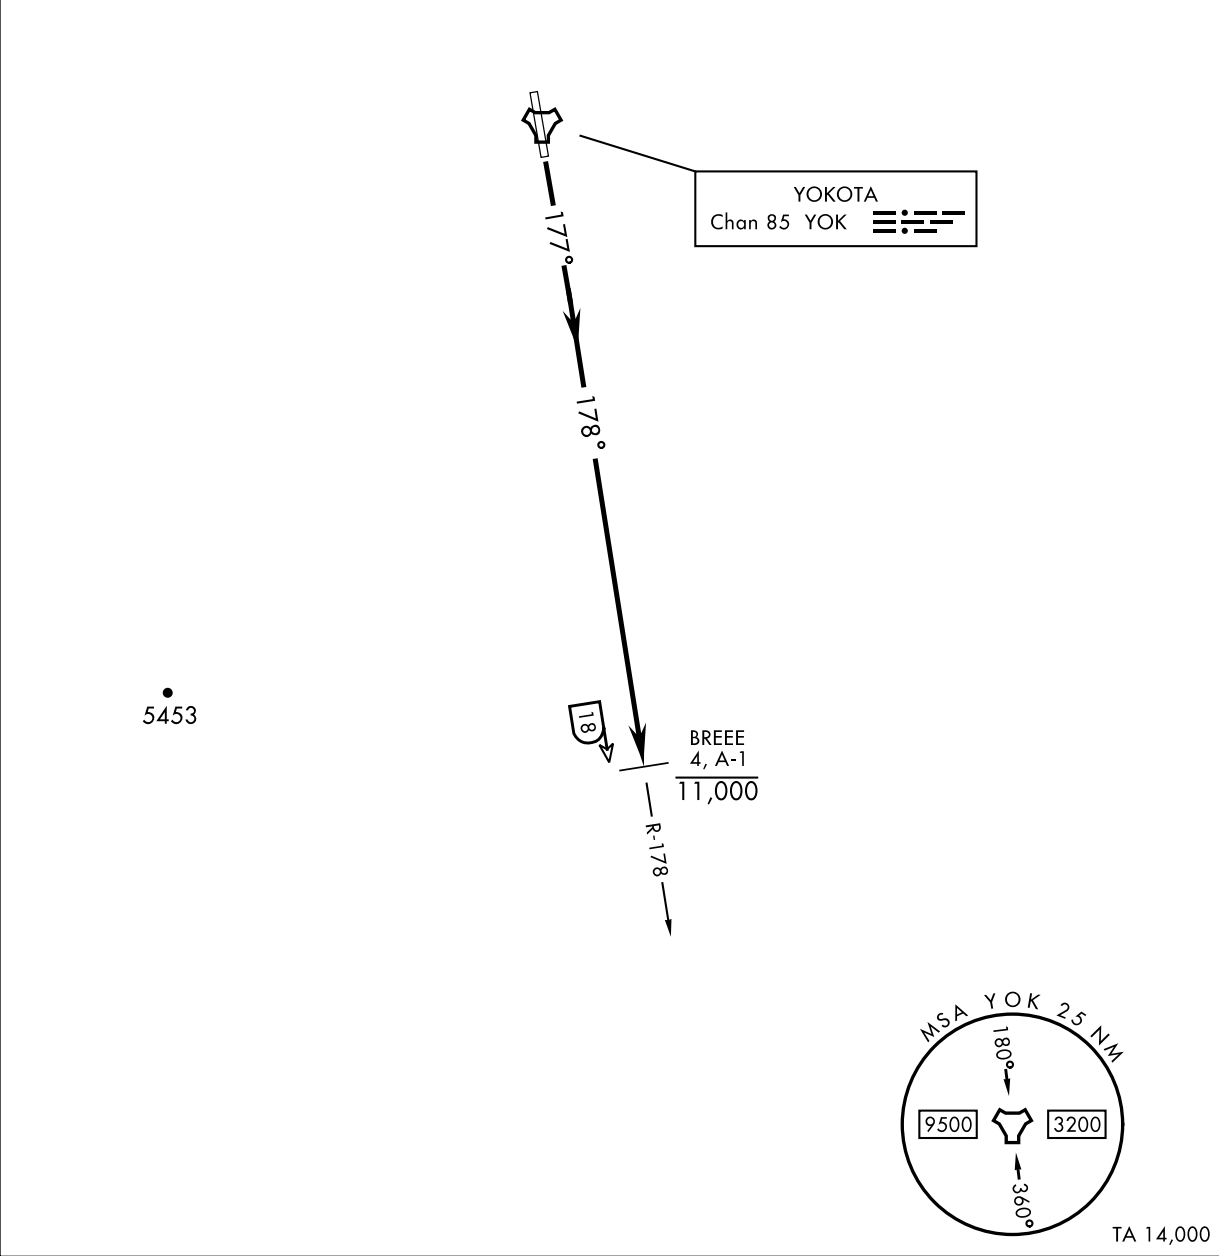 YOKOTA
Chan 85 YOK
177°
178°
5453
18
BREEE
4, A-1
11,000
R-178
MSA YOK 25 NM
180°
9500
3200
360°
TA 14,000